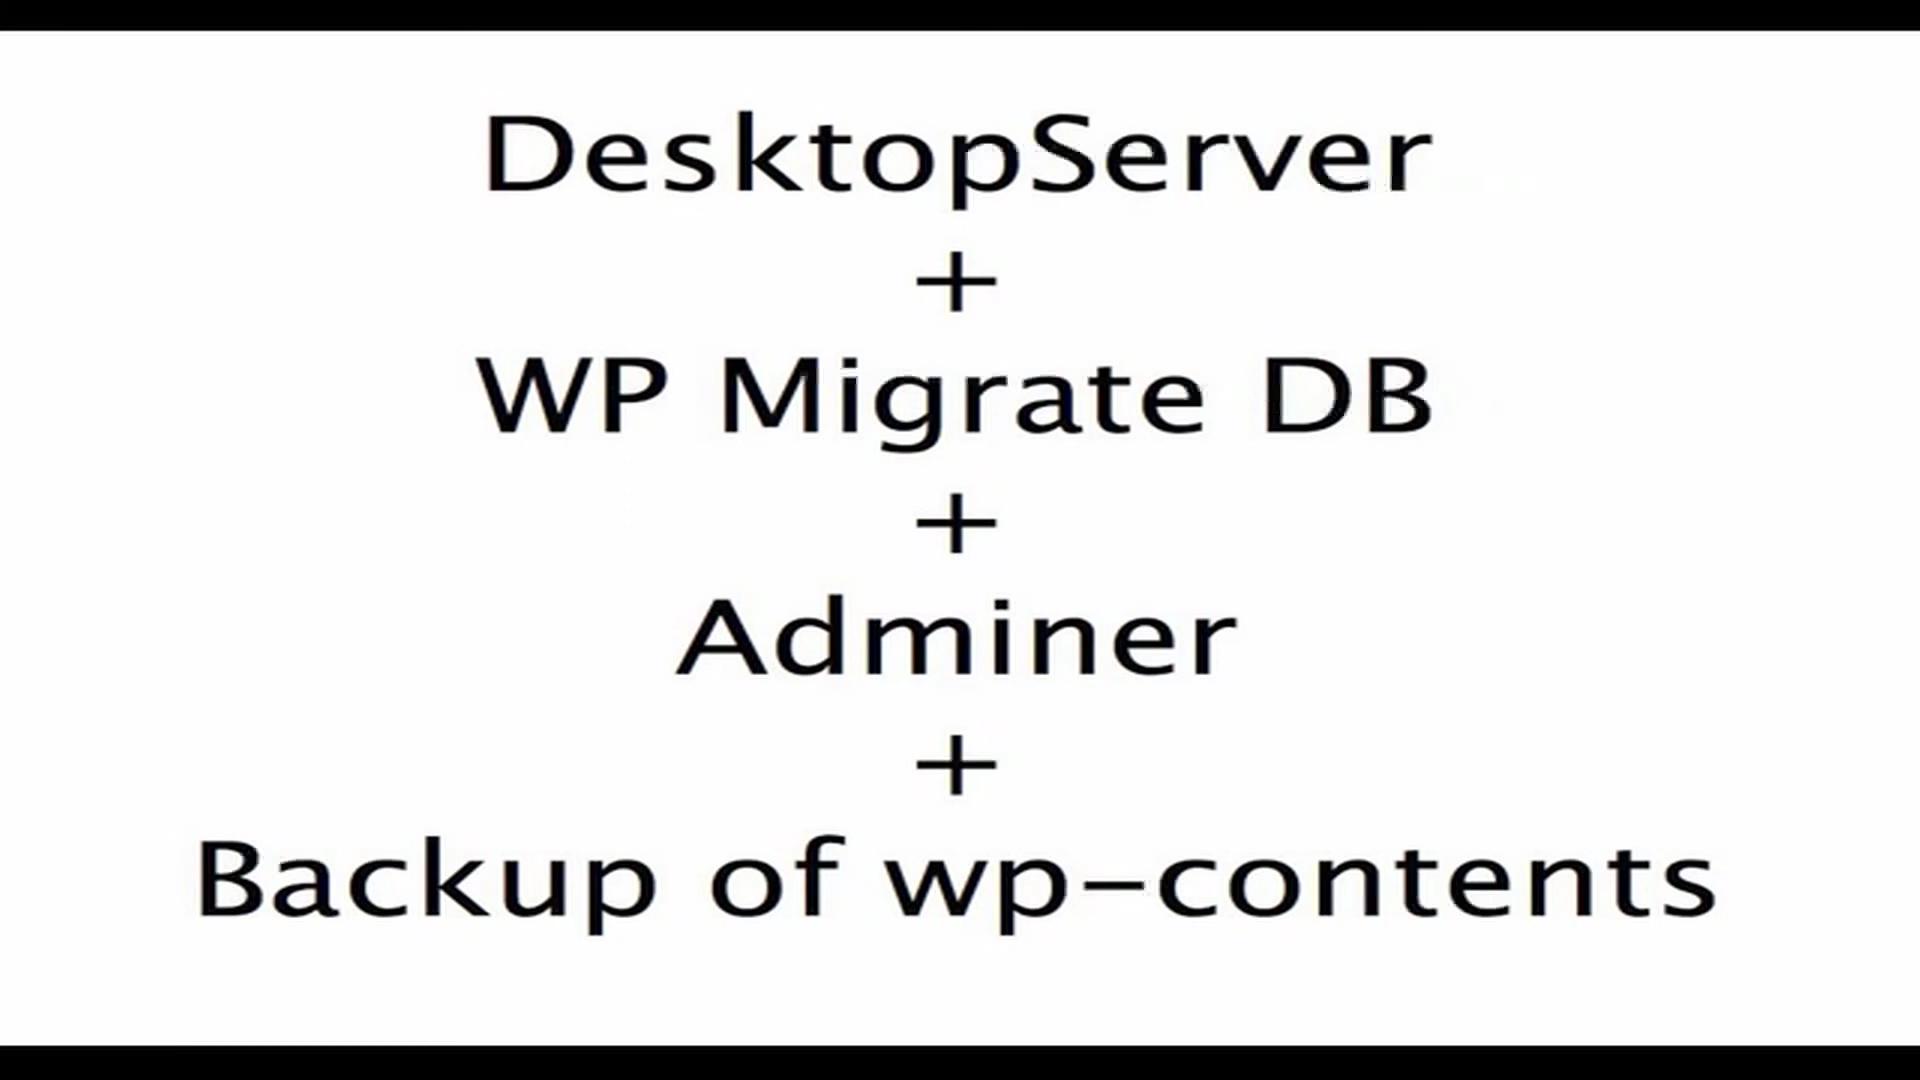 DesktopServer
+
WP Migrate DB
+
Adminer
+
Backup of wp-contents